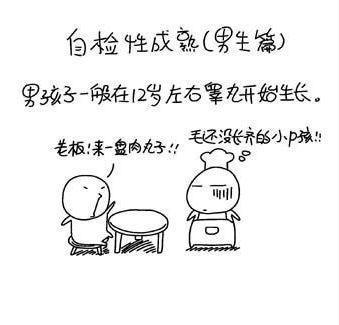 自检性成熟(男生篇)
男孩子一般在12岁左右睾丸开始生长。
老板!来一盘肉丸子!!
毛还没长齐的小p孩!!